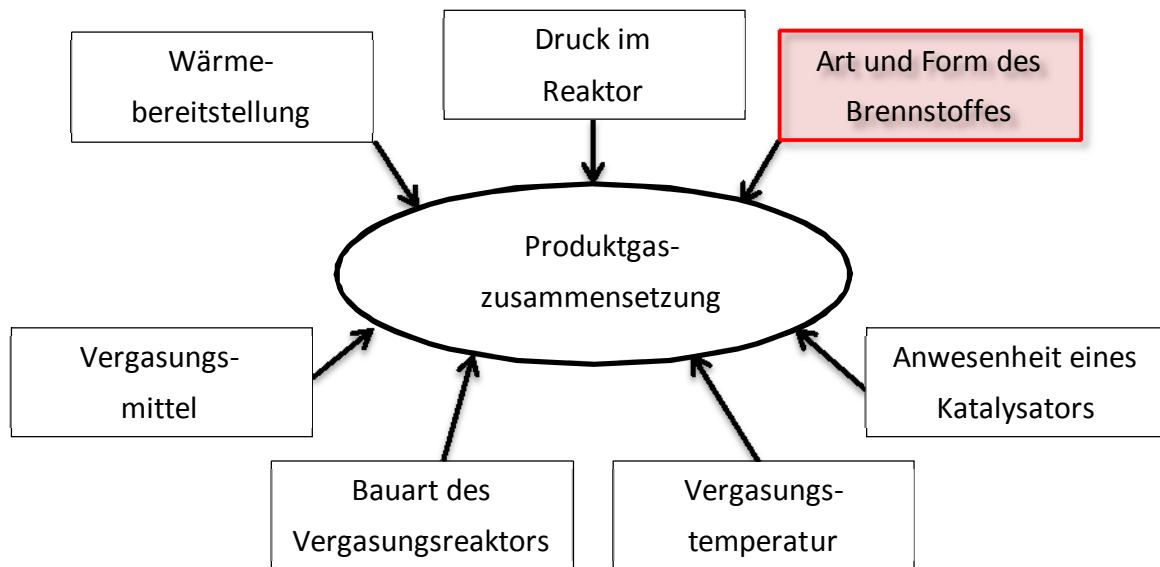 Wärme-
bereitstellung
Druck im
Reaktor
Art und Form des
Brennstoffes
Produktgas-
zusammensetzung
Vergasungs-
mittel
Anwesenheit eines
Katalysators
Bauart des
Vergasungsreaktors
Vergasungs-
temperatur